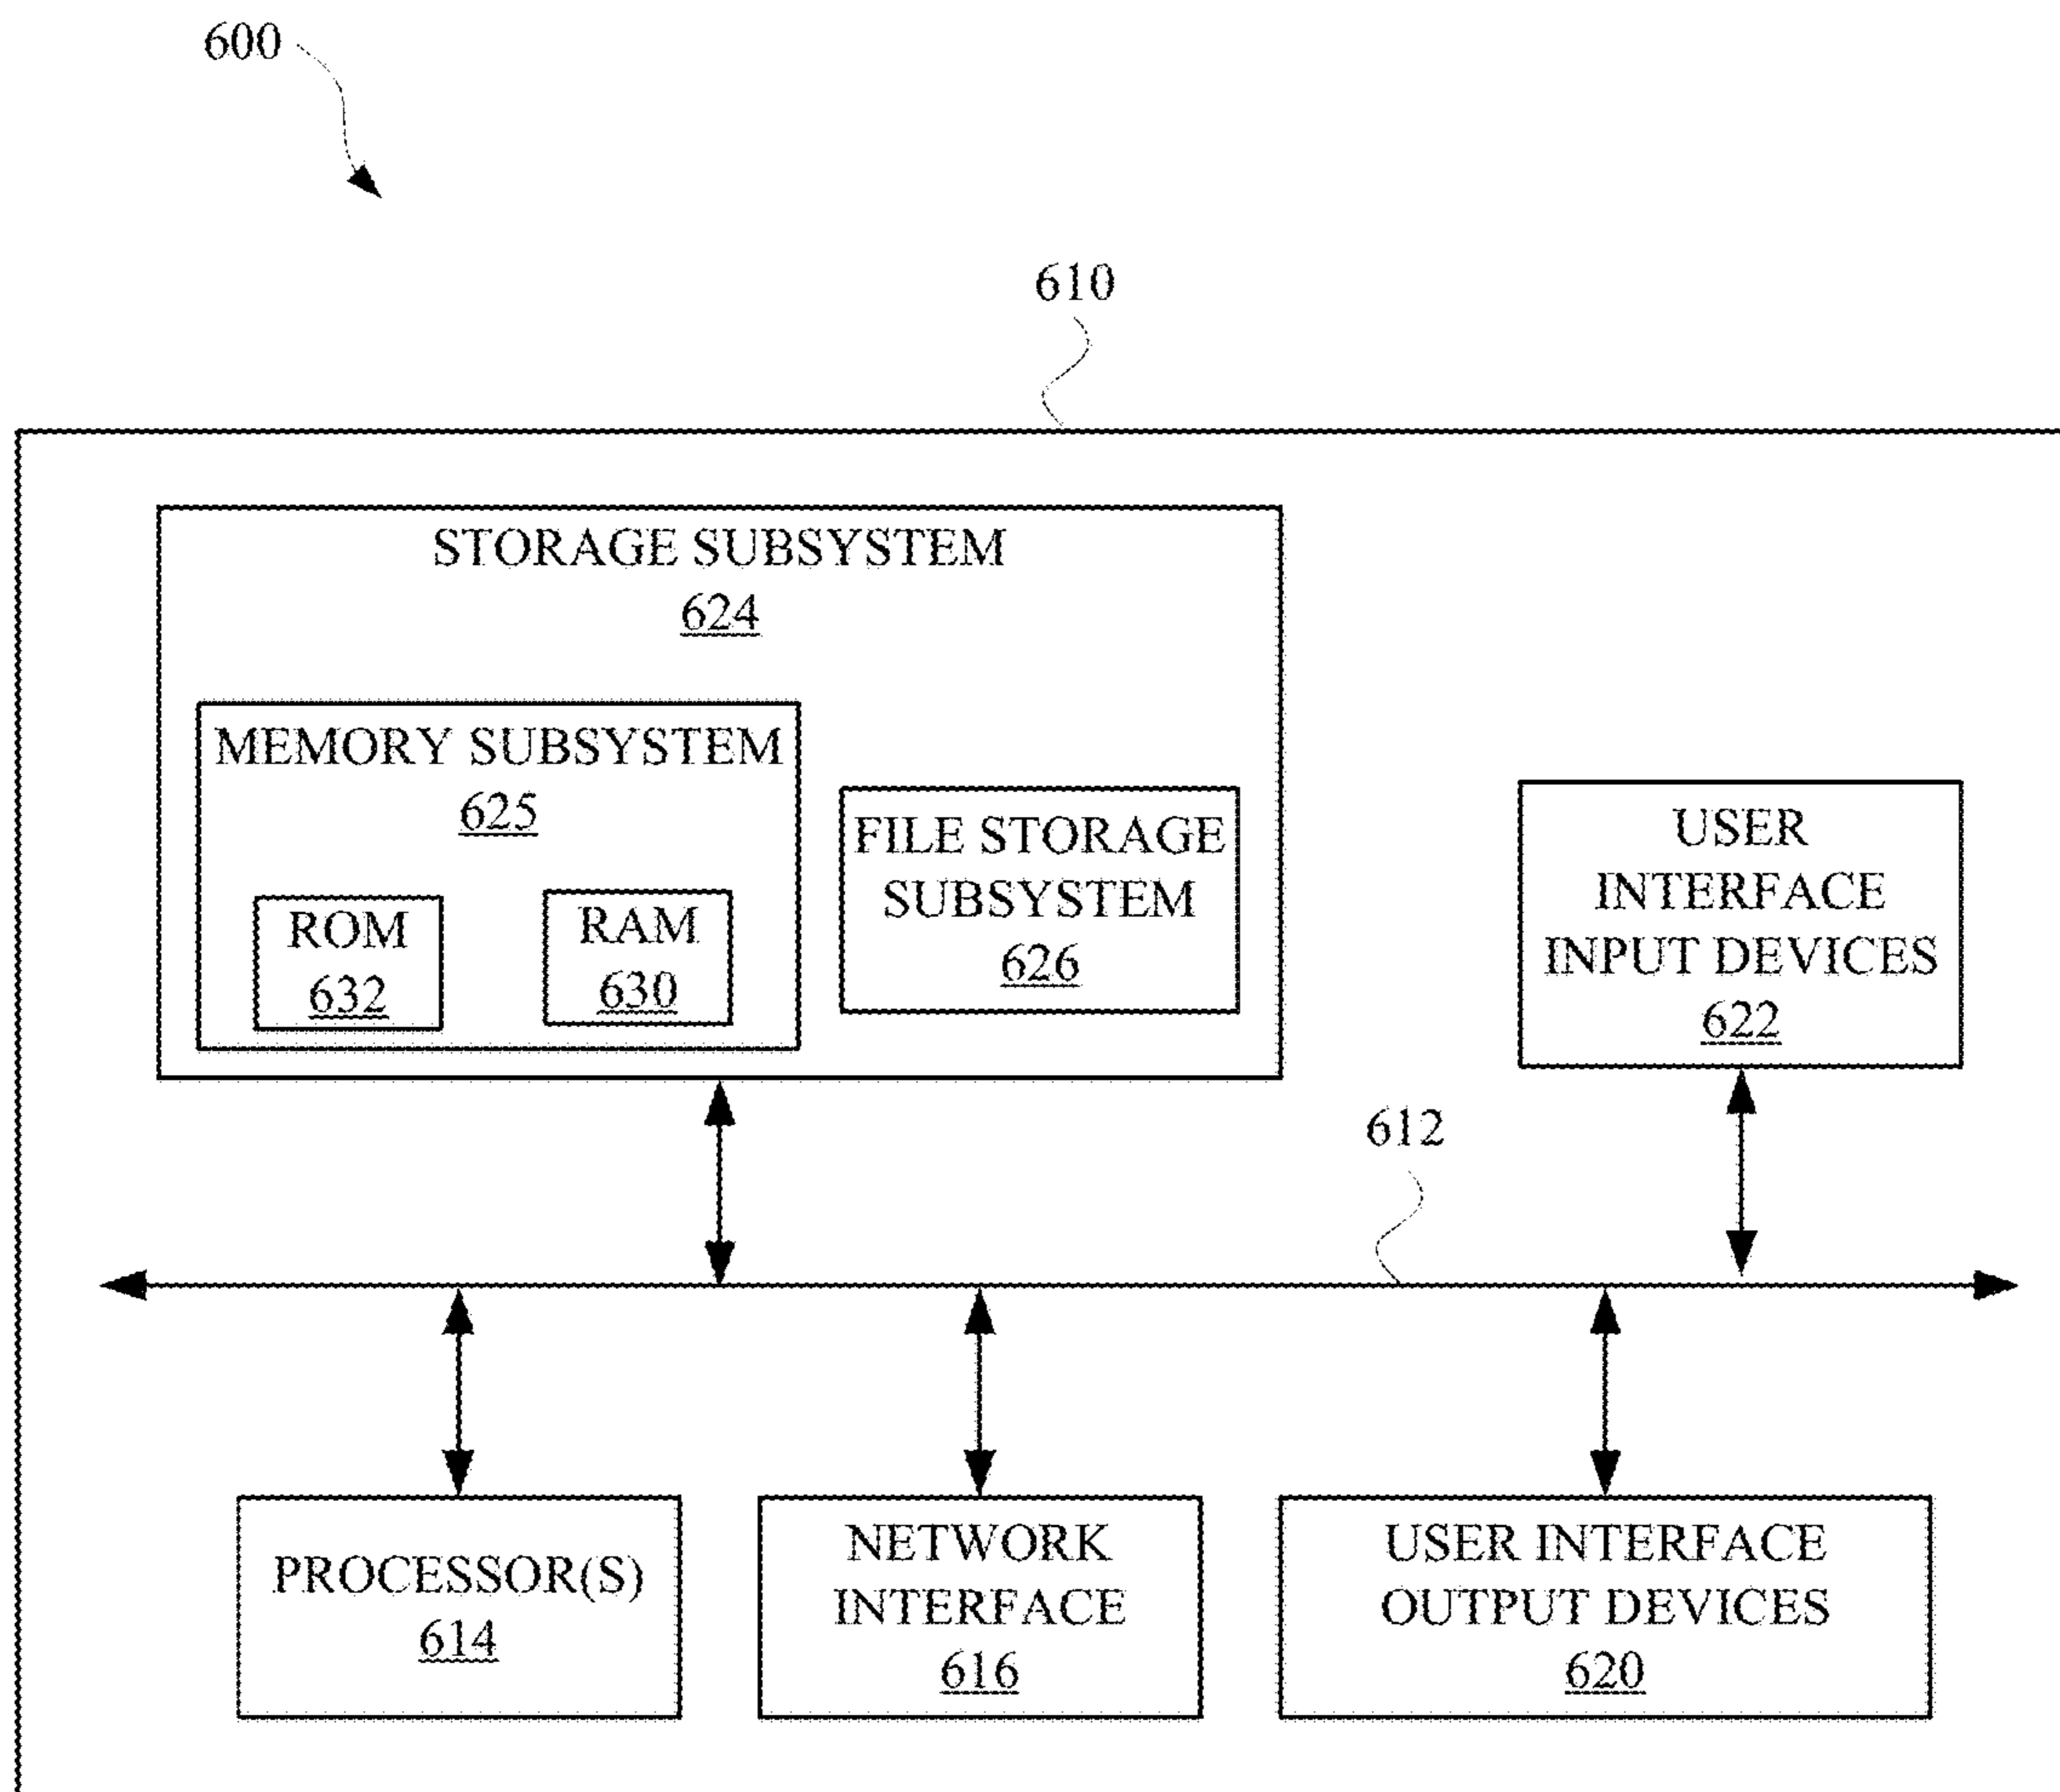 600
610
STORAGE SUBSYSTEM
624
MEMORY SUBSYSTEM
625
ROM
632
RAM
630
FILE STORAGE
SUBSYSTEM
626
USER
INTERFACE
INPUT DEVICES
622
612
PROCESSOR(S)
614
NETWORK
INTERFACE
616
USER INTERFACE
OUTPUT DEVICES
620